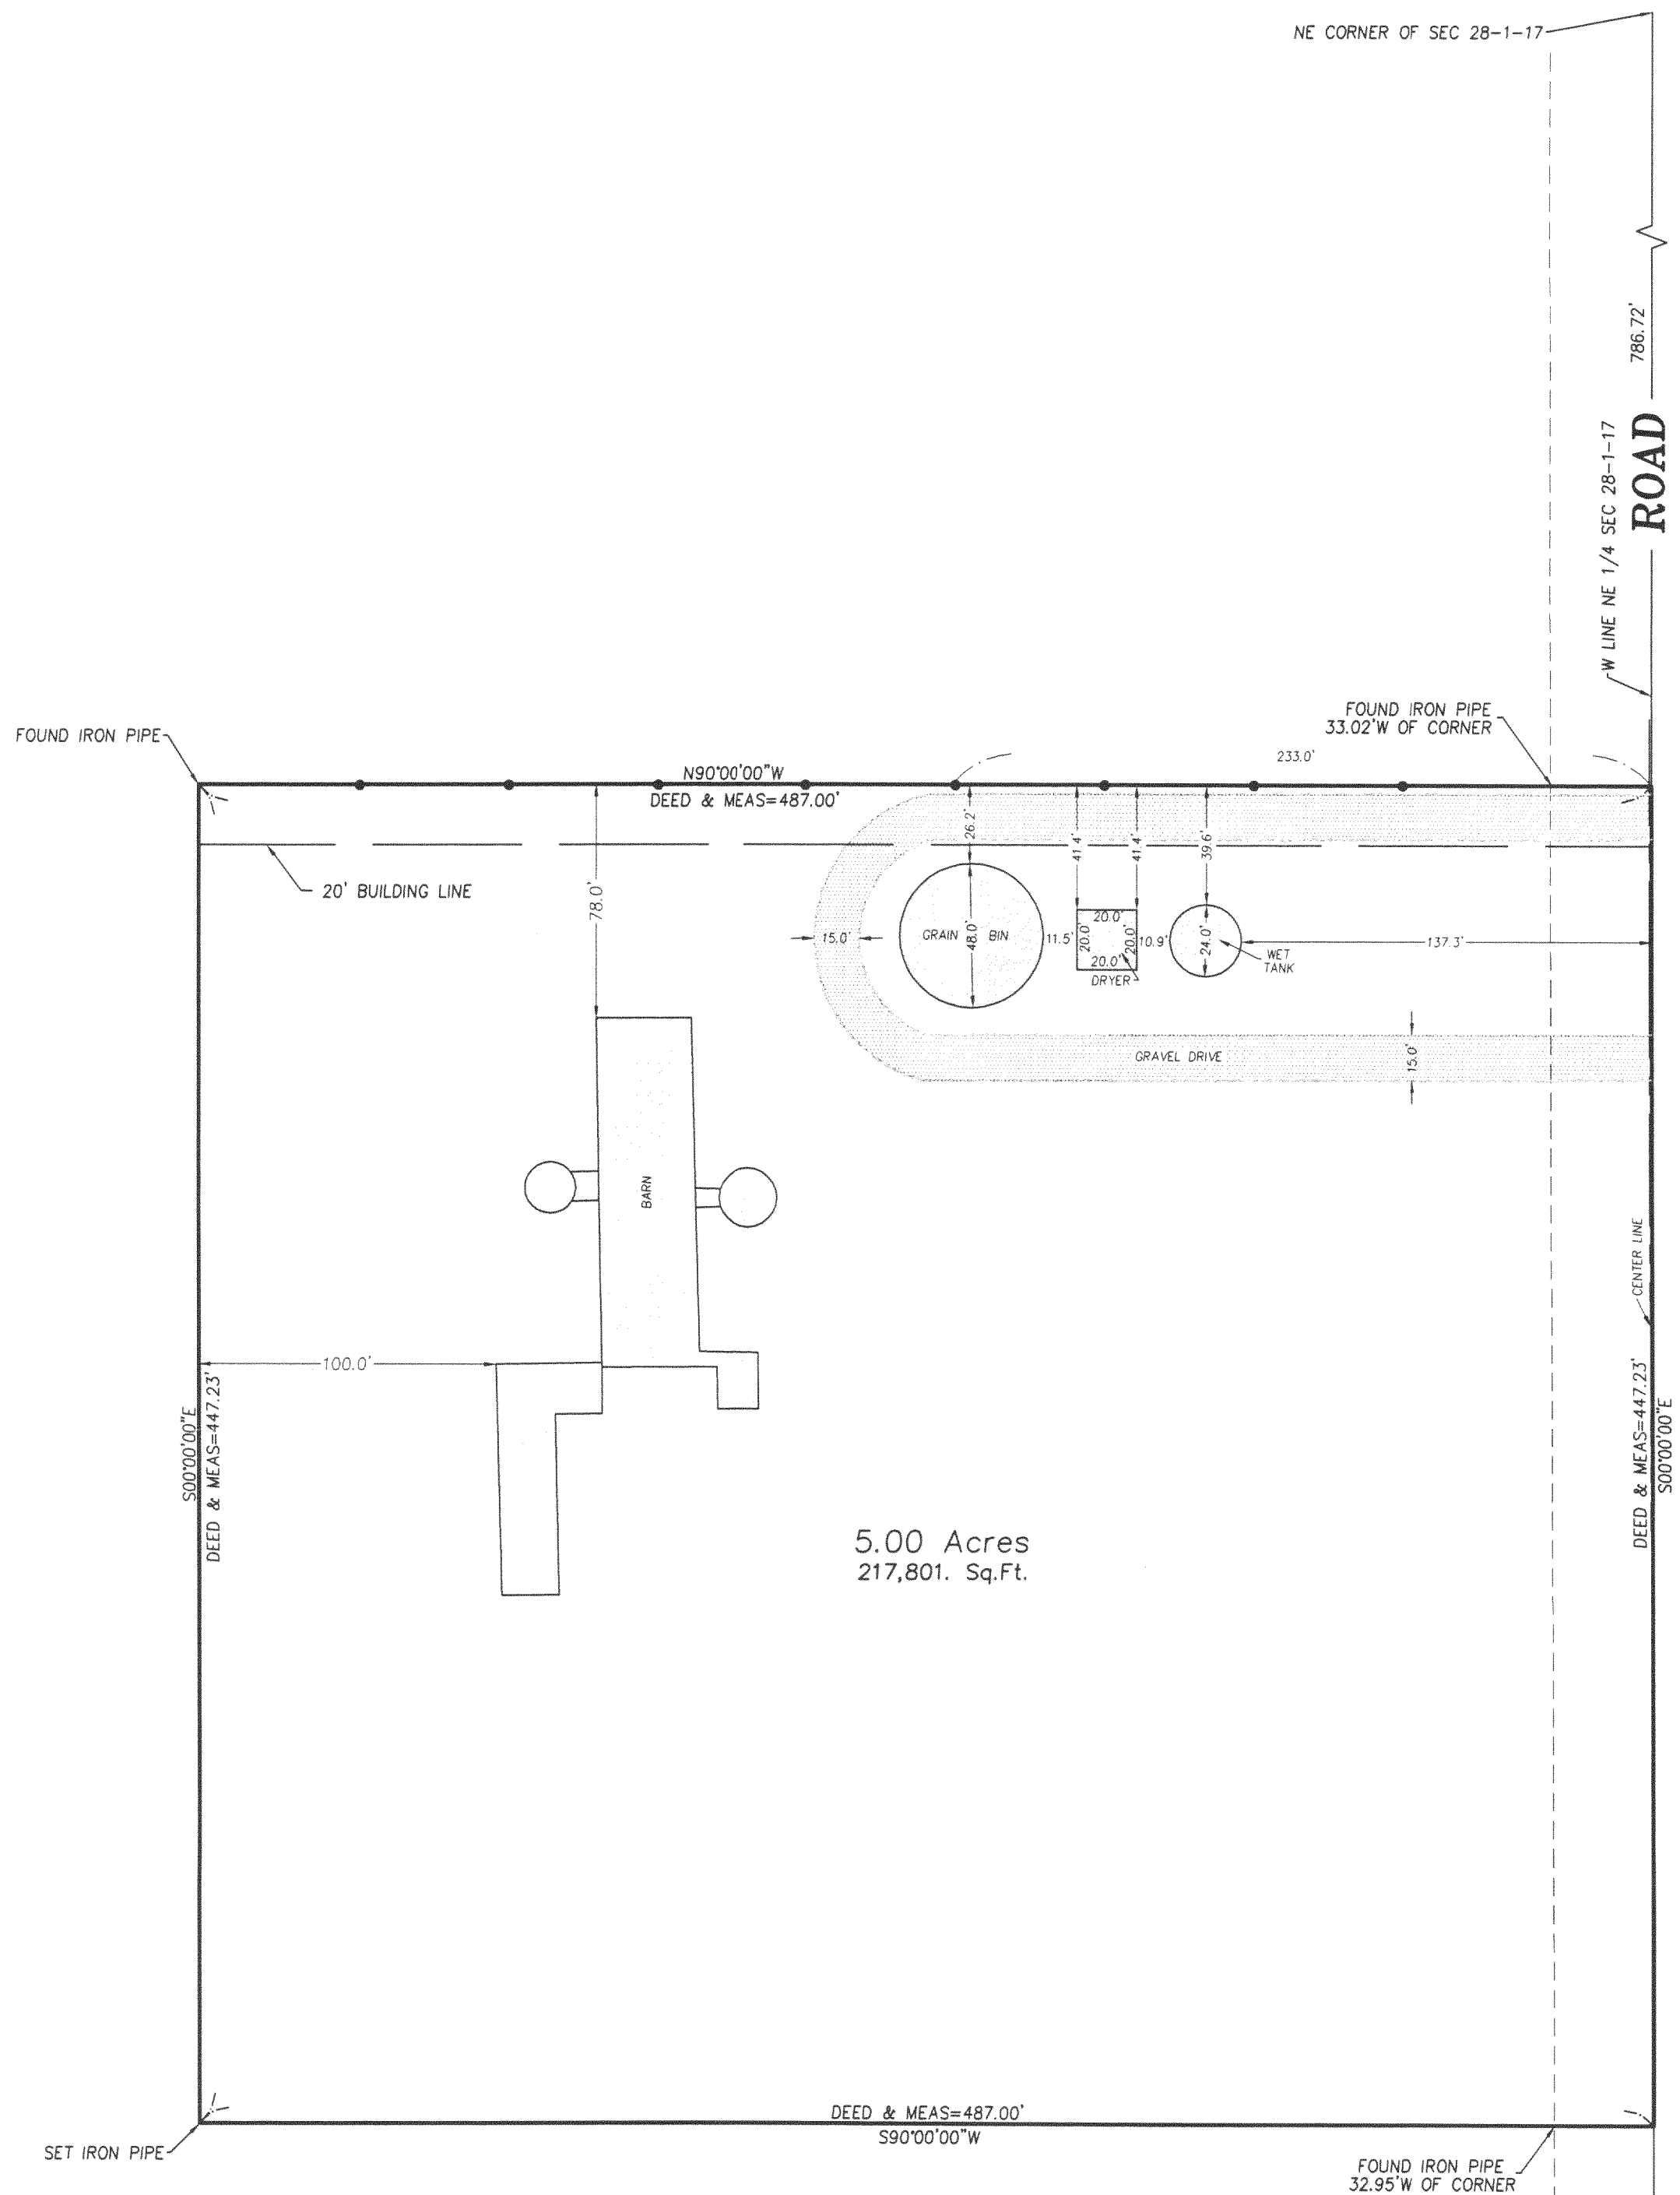 NE CORNER OF SEC 28-1-17
786.72'
ROAD
W LINE NE 1/4 SEC 28-1-17
FOUND IRON PIPE
33.02'W OF CORNER
233.0'
FOUND IRON PIPE
N90°00'00"W
DEED & MEAS=487.00'
20' BUILDING LINE
78.0'
26.2'
41.4'
41.4'
39.6'
15.0'
GRAIN BIN
48.0'
11.5'
20.0'
20.0'
20.0'
20.0'
DRYER
10.9'
24.0'
WET
TANK
137.3'
GRAVEL DRIVE
15.0'
BARN
CENTER LINE
100.0'
S00°00'00"E
DEED & MEAS=447.23'
DEED & MEAS=447.23'
S00°00'00"E
5.00 Acres
217,801. Sq.Ft.
DEED & MEAS=487.00'
S90°00'00"W
SET IRON PIPE
FOUND IRON PIPE
32.95'W OF CORNER